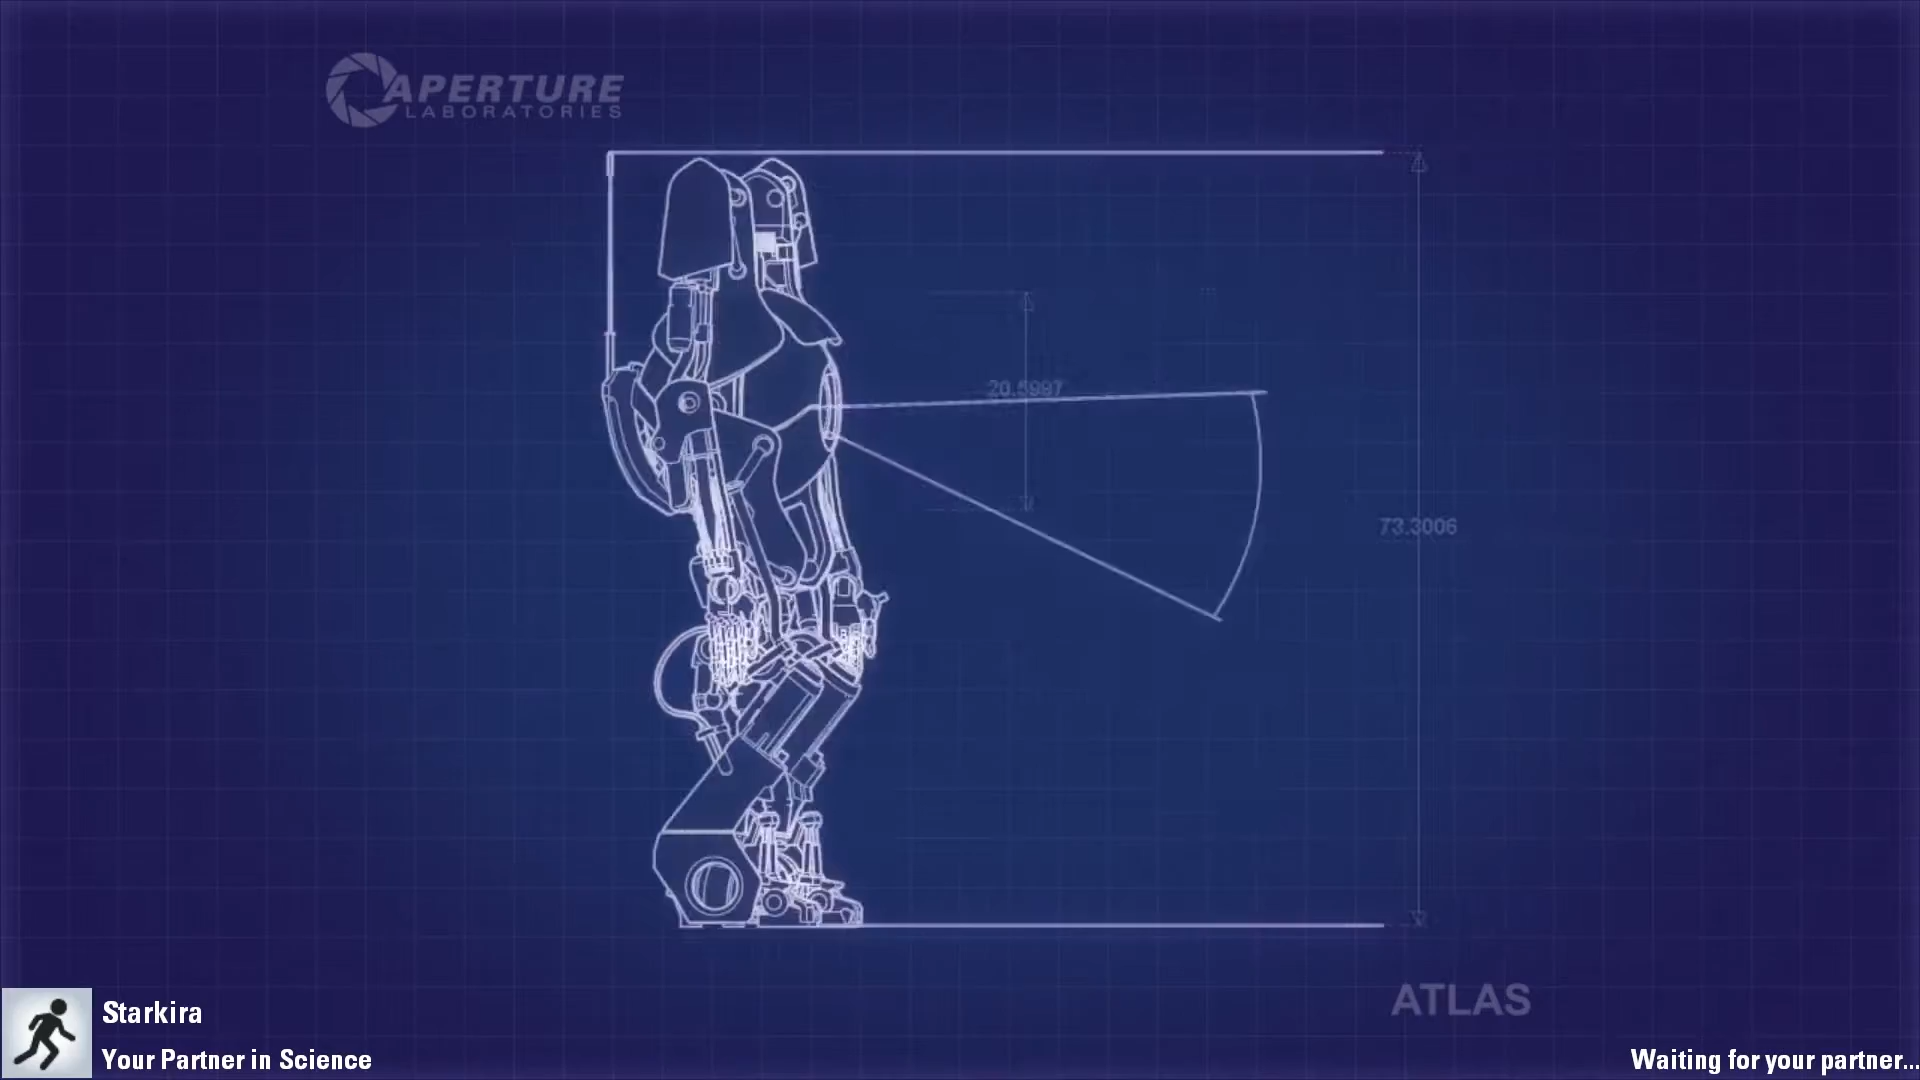 APERTURE
LABORATORIES
20.5997
73.3006
ATLAS
Starkira
Your Partner in Science
Waiting for your partner...